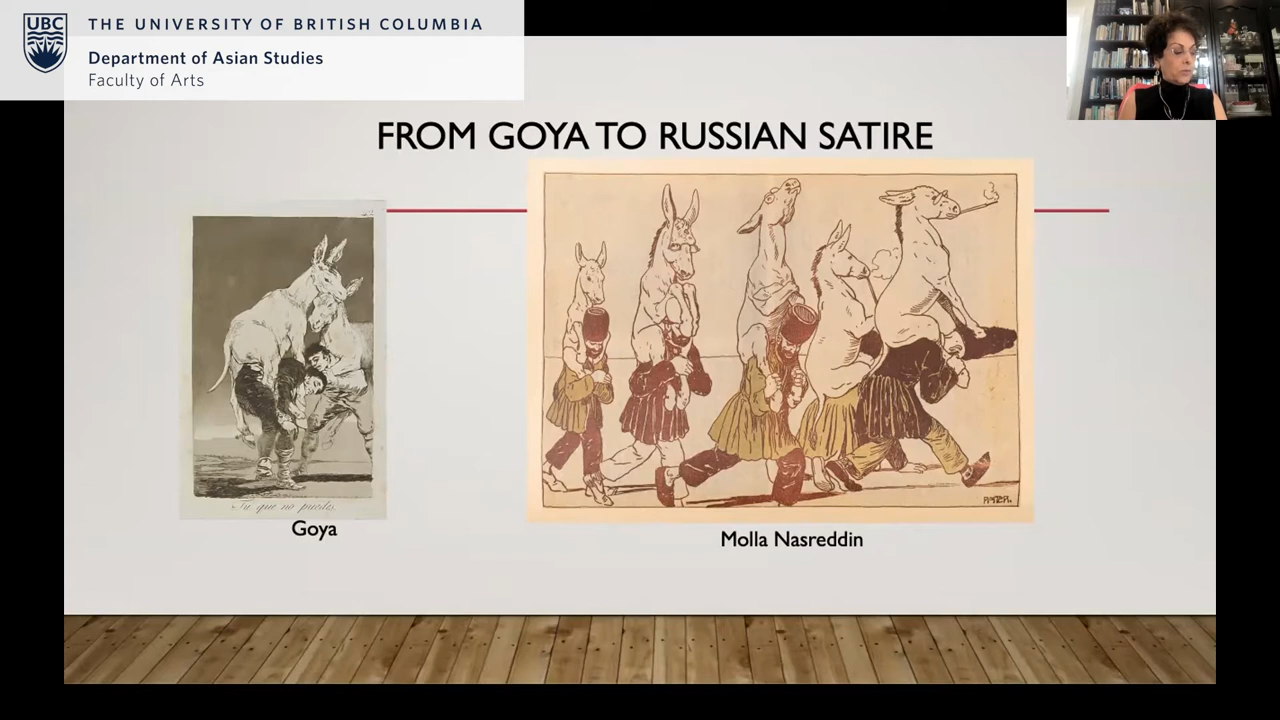 UBC
THE UNIVERSITY OF BRITISH COLUMBIA
Department of Asian Studies
Faculty of Arts
FROM GOYA TO RUSSIAN SATIRE
Tu que no puedes.
Goya
Molla Nasreddin